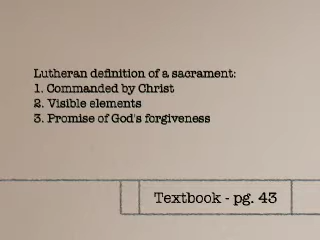 Lutheran definition of a sacrament:
1. Commanded by Christ
2. Visible elements
3. Promise of God's forgiveness
Textbook - pg. 43